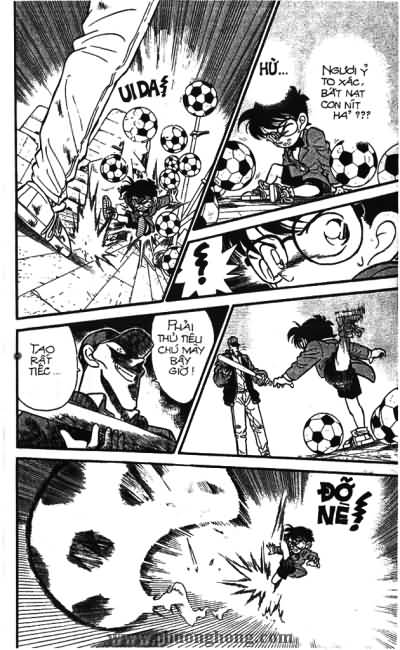 UI DA!
HỪ...
NGƯƠI Ỷ
TO XÁC,
BẮT NẠT
CON NÍT
HẢ ???
!
TAO
RẤT
TIẾC...
PHẢI
THỦ TIÊU
CHÚ MÀY
BÂY
GIỜ!
ĐỠ
NÈ!
www.phuonghong.com